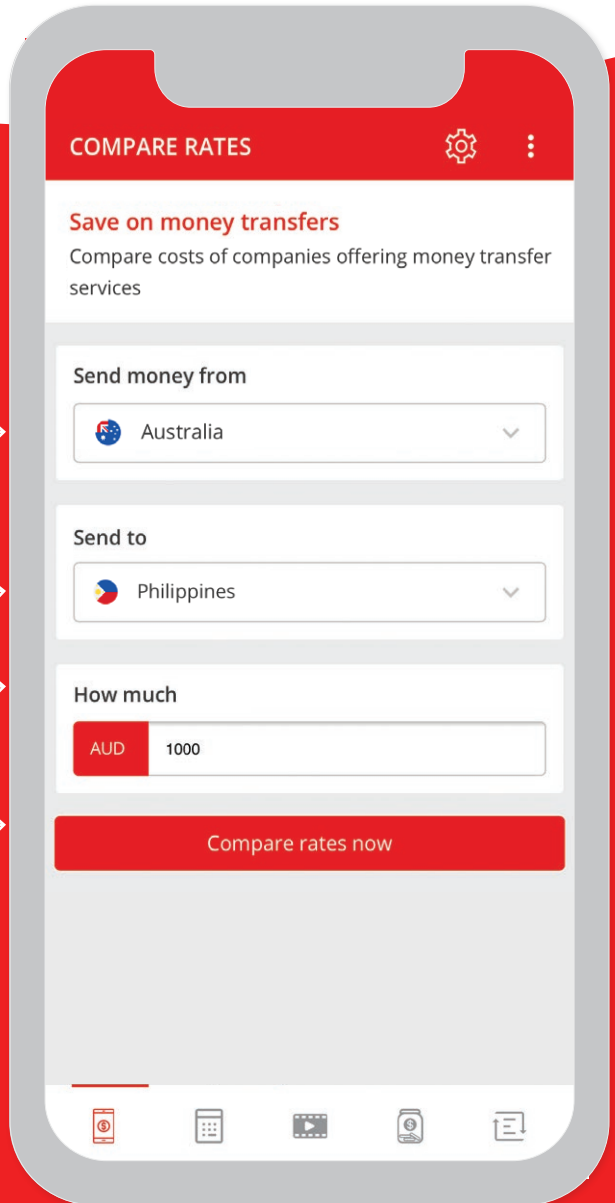 COMPARE RATES
Save on money transfers
Compare costs of companies offering money transfer
services
Send money from
Australia
Send to
Philippines
How much
AUD 1000
Compare rates now